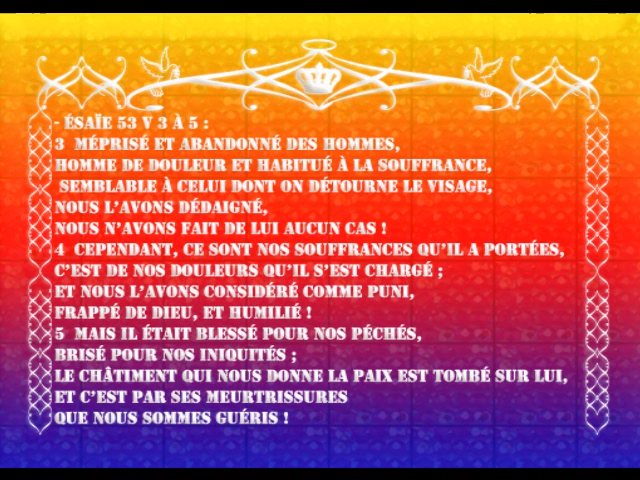 - ÉSAÏE 53 V 3 À 5 :
3 MÉPRISÉ ET ABANDONNÉ DES HOMMES,
HOMME DE DOULEUR ET HABITUÉ À LA SOUFFRANCE,
SEMBLABLE À CELUI DONT ON DÉTOURNE LE VISAGE,
NOUS L'AVONS DÉDAIGNÉ,
NOUS N'AVONS FAIT DE LUI AUCUN CAS !
4 CEPENDANT, CE SONT NOS SOUFFRANCES QU'IL A PORTÉES,
C'EST DE NOS DOULEURS QU'IL S'EST CHARGÉ ;
ET NOUS L'AVONS CONSIDÉRÉ COMME PUNI,
FRAPPÉ DE DIEU, ET HUMILIÉ !
5 MAIS IL ÉTAIT BLESSÉ POUR NOS PÉCHÉS,
BRISÉ POUR NOS INIQUITÉS ;
LE CHÂTIMENT QUI NOUS DONNE LA PAIX EST TOMBÉ SUR LUI,
ET C'EST PAR SES MEURTRISSURES
QUE NOUS SOMMES GUÉRIS !